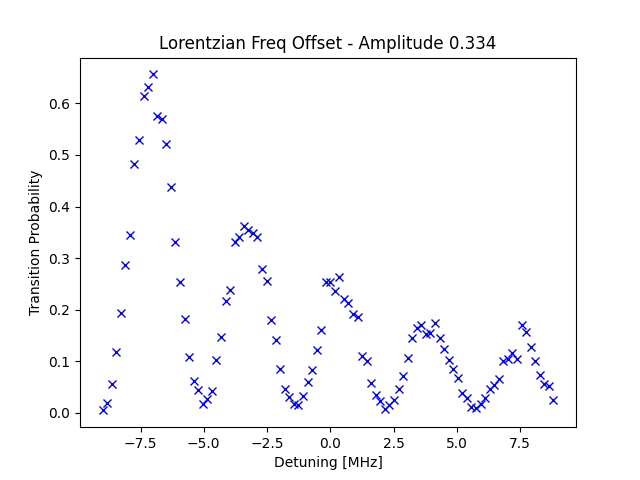 Lorentzian Freq Offset - Amplitude 0.334
Transition Probability
0.6
0.5
0.4
0.3
0.2
0.1
0.0
−7.5 −5.0 −2.5 0.0 2.5 5.0 7.5
Detuning [MHz]